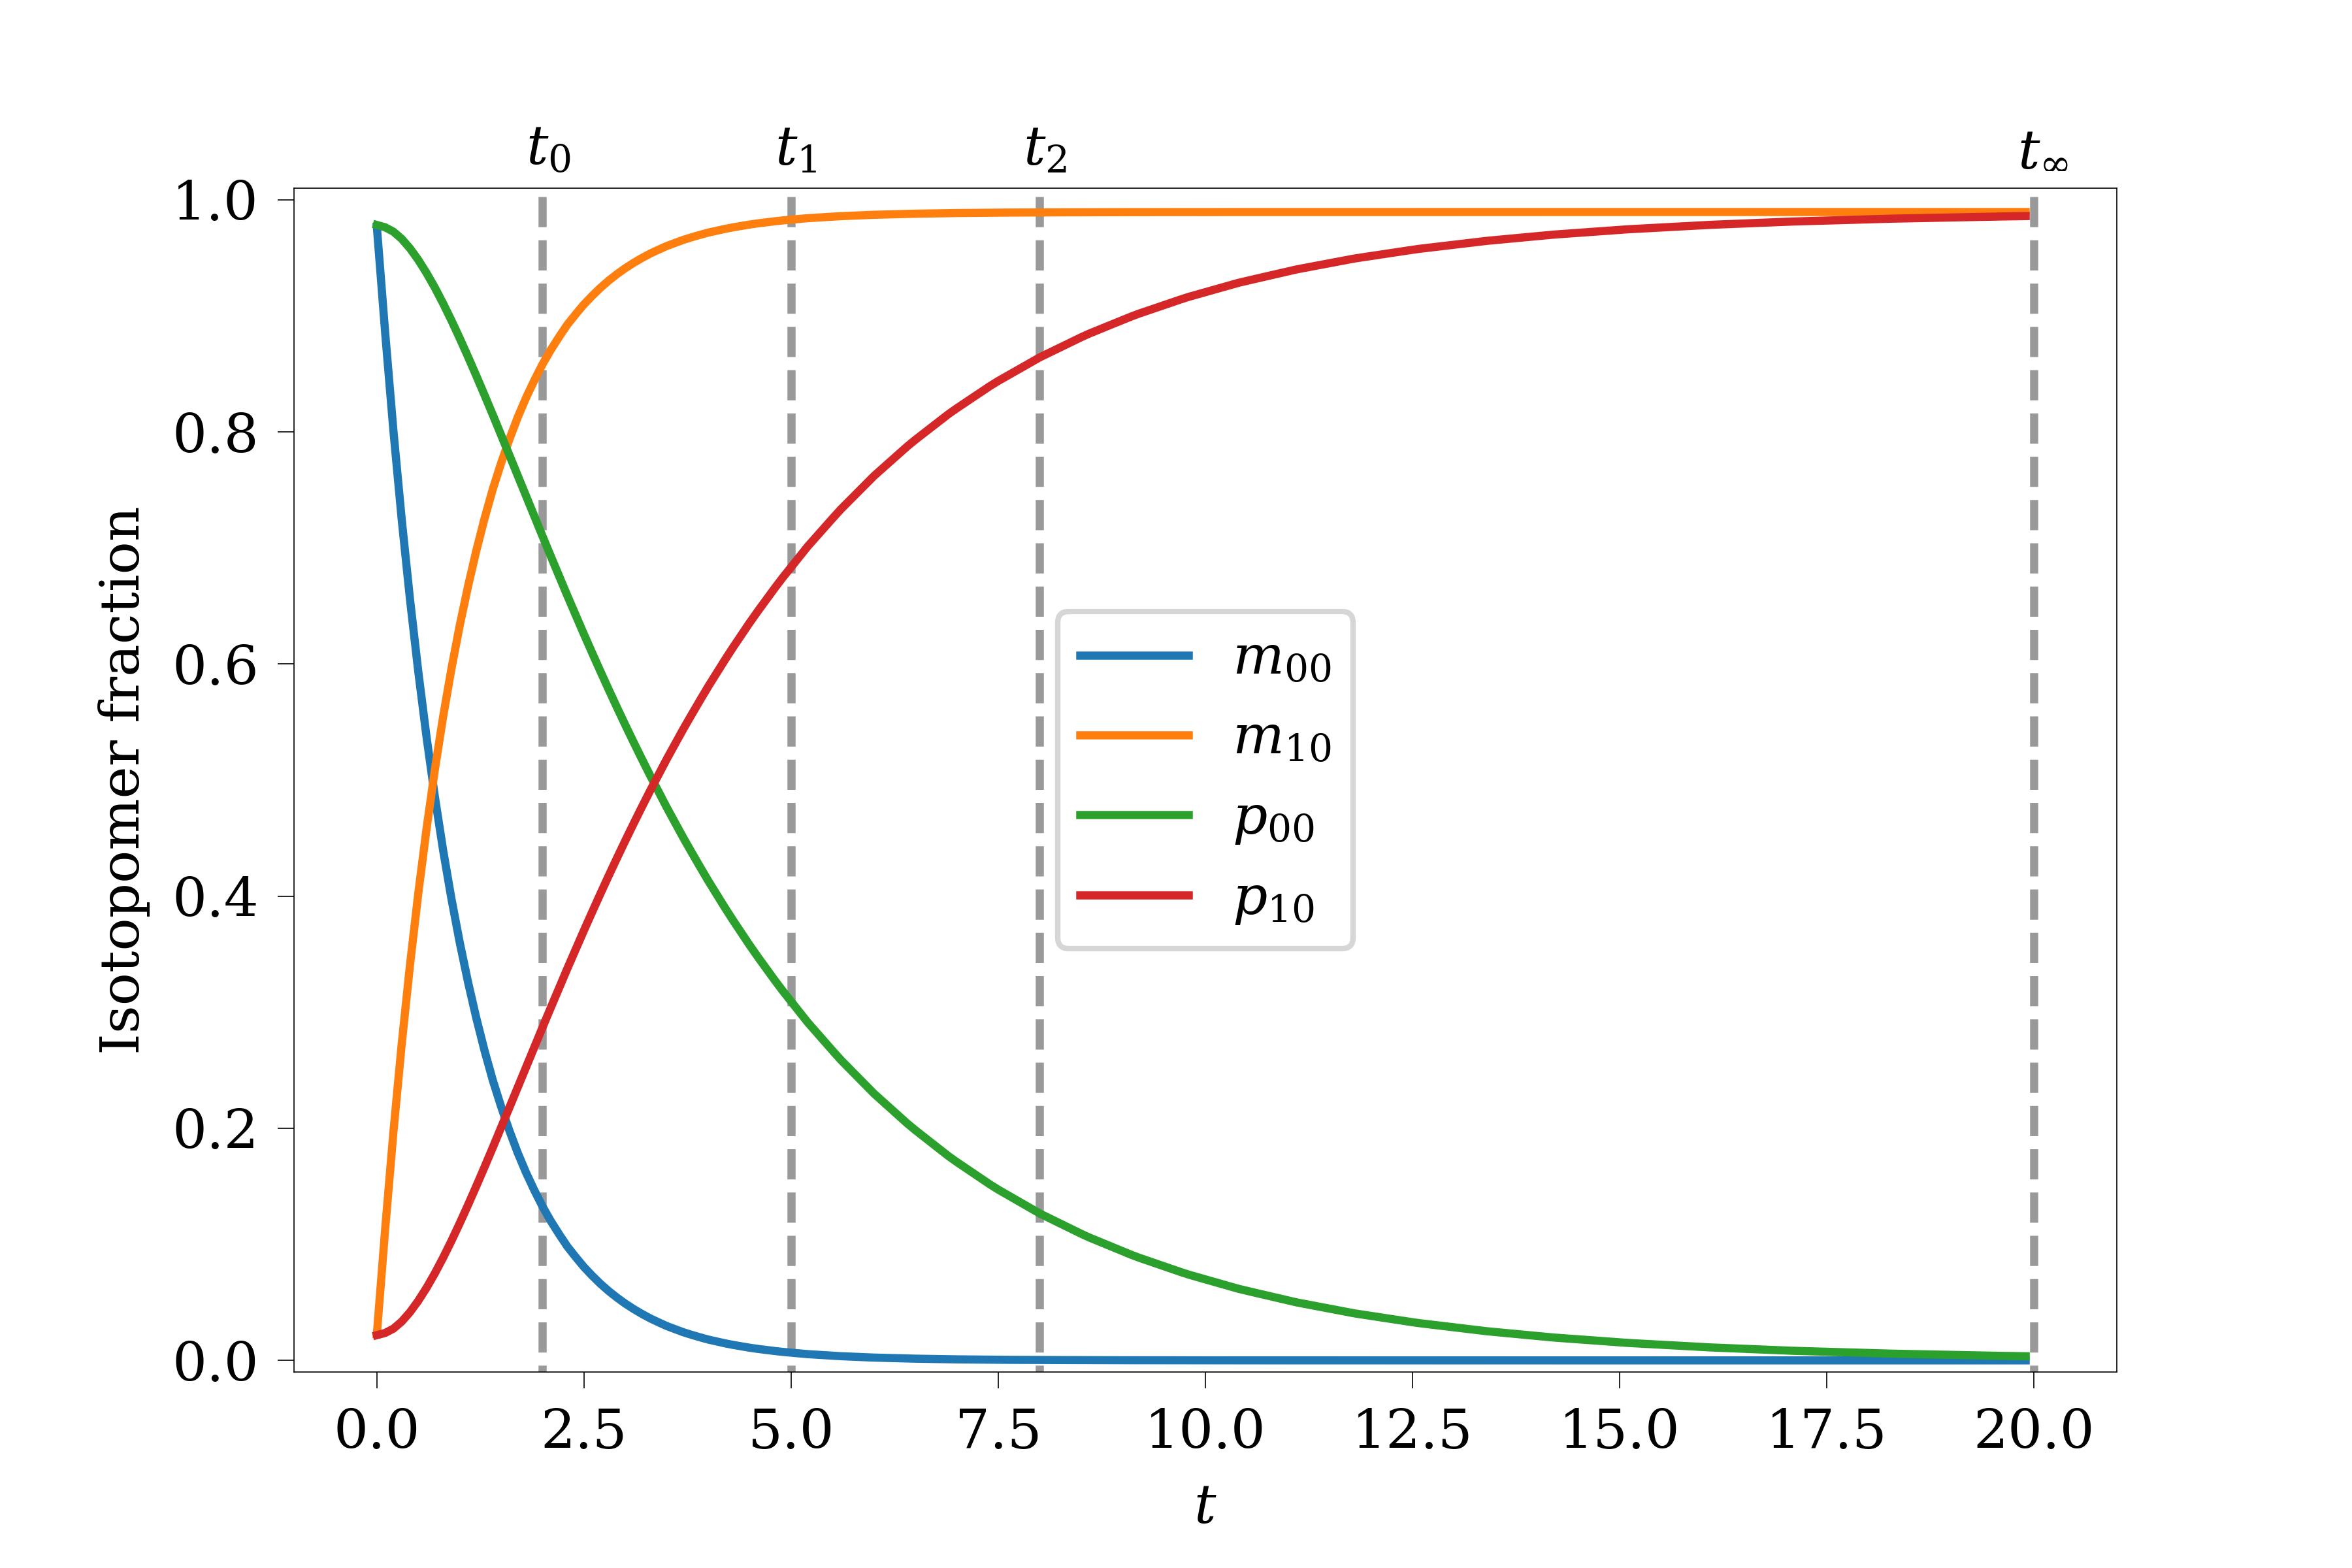 t₀ t₁ t₂ t∞
1.0
0.8
0.6
0.4
0.2
0.0
Isotopomer fraction
m₀₀
m₁₀
p₀₀
p₁₀
0.0 2.5 5.0 7.5 10.0 12.5 15.0 17.5 20.0
t